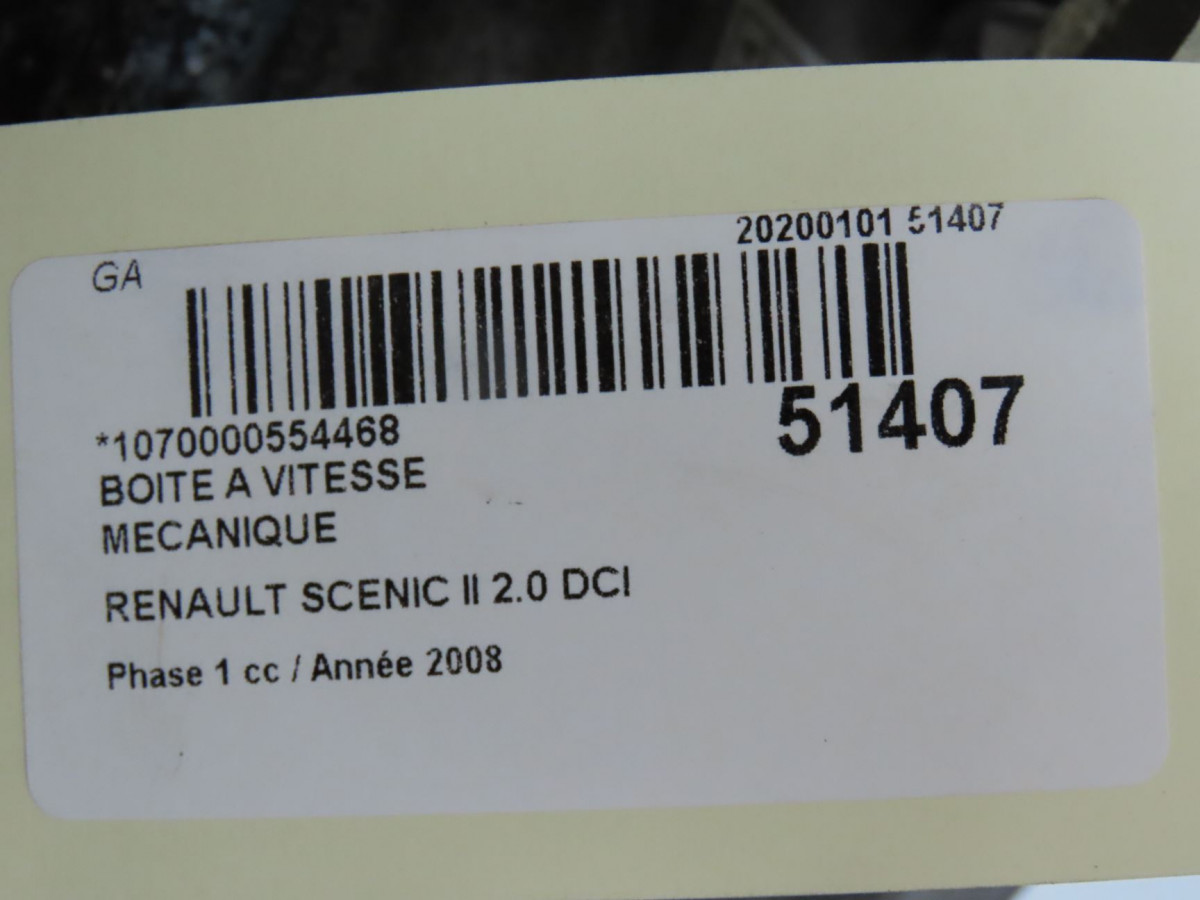 20200101 51407
GA
51407
*1070000554468
BOITE A VITESSE
MECANIQUE
RENAULT SCENIC II 2.0 DCI
Phase 1 cc / Année 2008